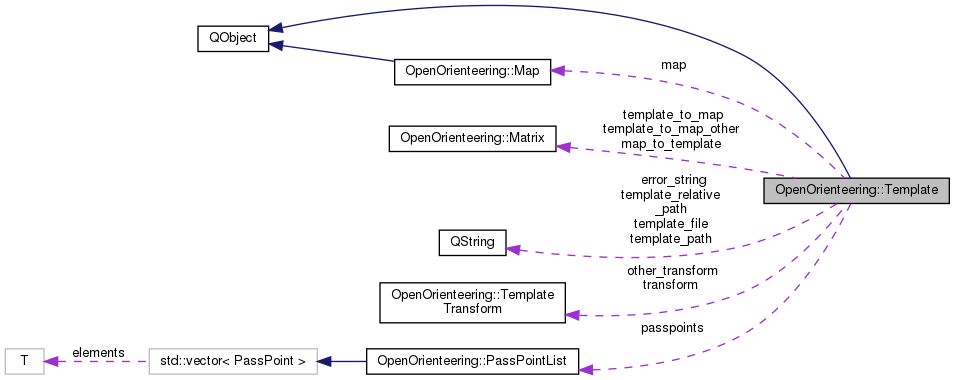 QObject
OpenOrienteering::Map
map
OpenOrienteering::Matrix
template_to_map
template_to_map_other
map_to_template
OpenOrienteering::Template
error_string
template_relative
_path
template_file
template_path
QString
other_transform
transform
OpenOrienteering::Template
Transform
passpoints
T
elements
std::vector< PassPoint >
OpenOrienteering::PassPointList